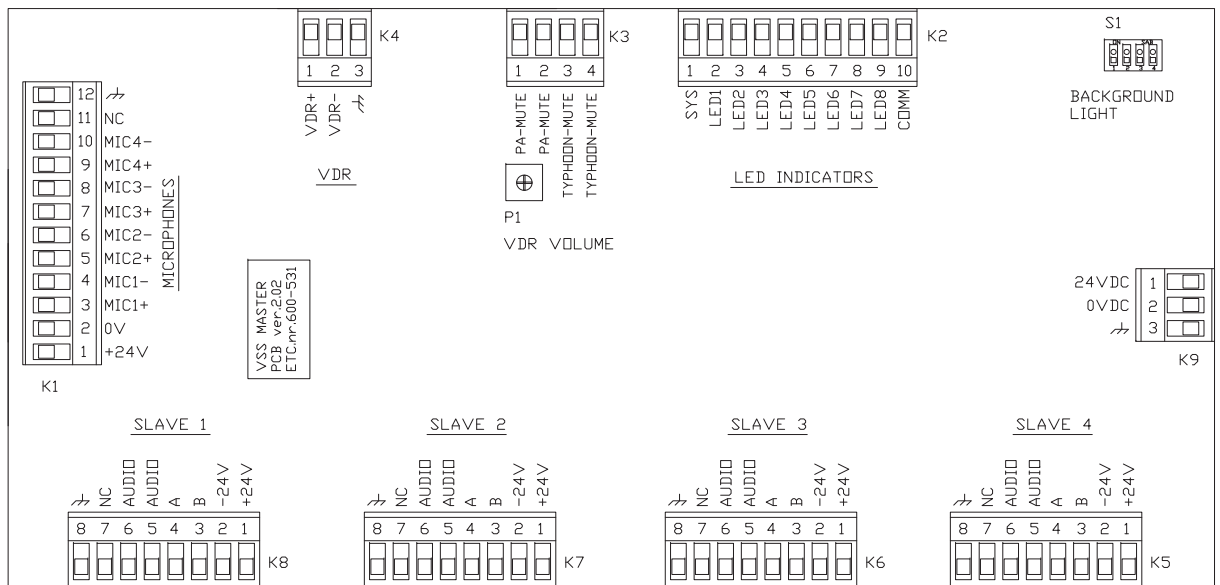 K4
1 2 3
VDR+
VDR-
VDR
K3
1 2 3 4
PA-MUTE
PA-MUTE
TYPHOON-MUTE
TYPHOON-MUTE
P1
VDR VOLUME
K2
1 2 3 4 5 6 7 8 9 10
SYS
LED1
LED2
LED3
LED4
LED5
LED6
LED7
LED8
COMM
LED INDICATORS
S1
ON
1 2 3 4
BACKGROUND
LIGHT
12
11 NC
10 MIC4-
9 MIC4+
8 MIC3-
7 MIC3+
6 MIC2-
5 MIC2+
4 MIC1-
3 MIC1+
2 0V
1 +24V
MICROPHONES
K1
VSS MASTER
PCB ver.2.02
ETC.nr.600-531
24VDC 1
0VDC 2
3
K9
SLAVE 1
NC
AUDIO
AUDIO
A
B
-24V
+24V
8 7 6 5 4 3 2 1
K8
SLAVE 2
NC
AUDIO
AUDIO
A
B
-24V
+24V
8 7 6 5 4 3 2 1
K7
SLAVE 3
NC
AUDIO
AUDIO
A
B
-24V
+24V
8 7 6 5 4 3 2 1
K6
SLAVE 4
NC
AUDIO
AUDIO
A
B
-24V
+24V
8 7 6 5 4 3 2 1
K5